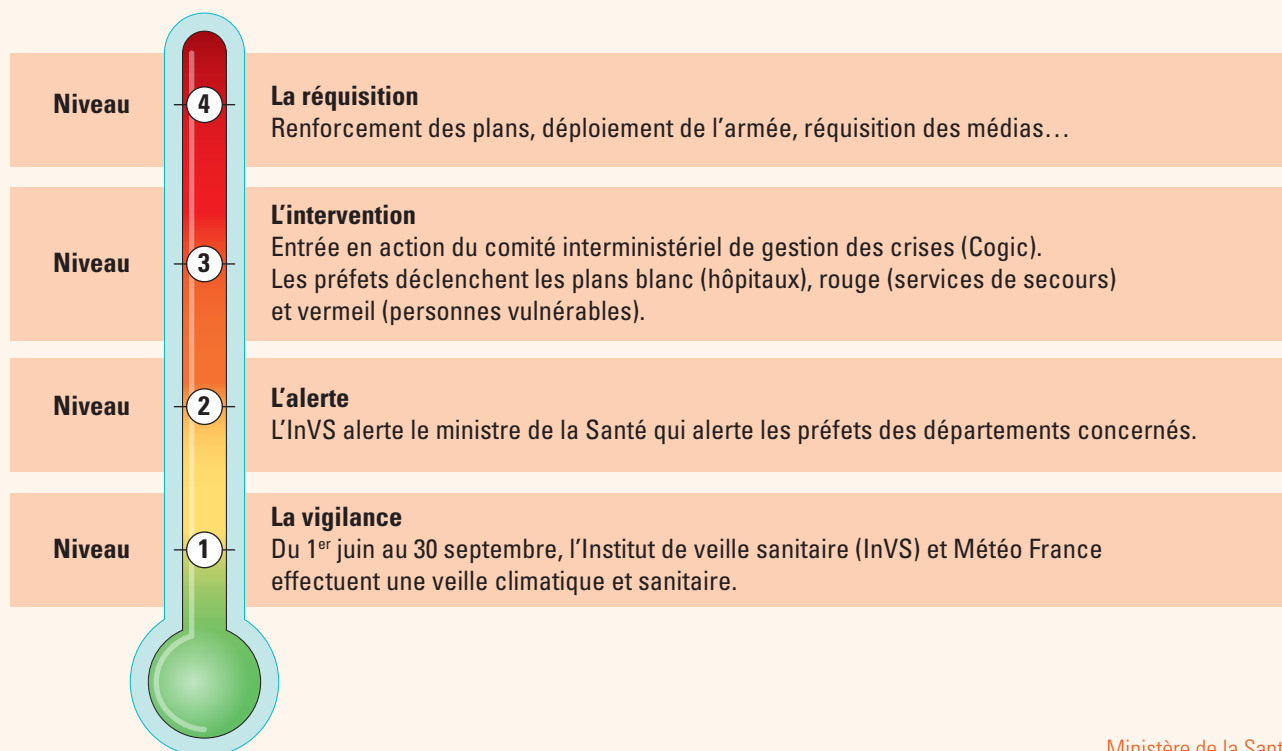 Niveau 4 La réquisition
Renforcement des plans, déploiement de l'armée, réquisition des médias…
Niveau 3 L'intervention
Entrée en action du comité interministériel de gestion des crises (Cogic).
Les préfets déclenchent les plans blanc (hôpitaux), rouge (services de secours)
et vermeil (personnes vulnérables).
Niveau 2 L'alerte
L'InVS alerte le ministre de la Santé qui alerte les préfets des départements concernés.
Niveau 1 La vigilance
Du 1er juin au 30 septembre, l'Institut de veille sanitaire (InVS) et Météo France
effectuent une veille climatique et sanitaire.
Ministère de la Sant